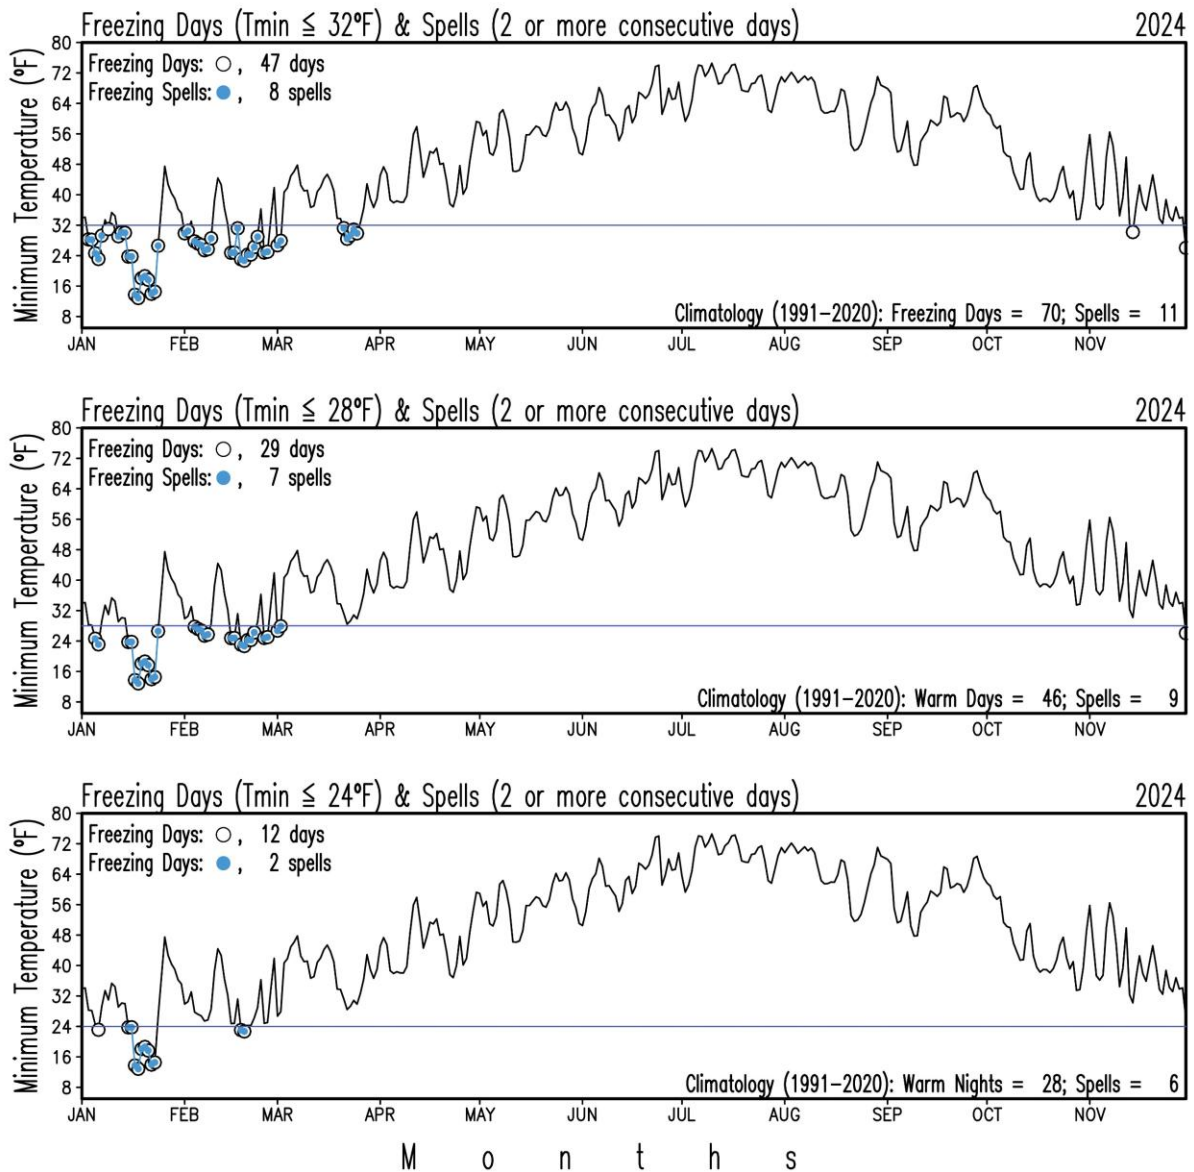 Freezing Days (Tmin ≦ 32°F) & Spells (2 or more consecutive days) 2024
Minimum Temperature (°F)
80
72
64
56
48
40
32
24
16
8
Freezing Days: ○ , 47 days
Freezing Spells: ● , 8 spells
Climatology (1991–2020): Freezing Days = 70; Spells = 11
JAN FEB MAR APR MAY JUN JUL AUG SEP OCT NOV
Freezing Days (Tmin ≦ 28°F) & Spells (2 or more consecutive days) 2024
Minimum Temperature (°F)
80
72
64
56
48
40
32
24
16
8
Freezing Days: ○ , 29 days
Freezing Spells: ● , 7 spells
Climatology (1991–2020): Warm Days = 46; Spells = 9
JAN FEB MAR APR MAY JUN JUL AUG SEP OCT NOV
Freezing Days (Tmin ≦ 24°F) & Spells (2 or more consecutive days) 2024
Minimum Temperature (°F)
80
72
64
56
48
40
32
24
16
8
Freezing Days: ○ , 12 days
Freezing Days: ● , 2 spells
Climatology (1991–2020): Warm Nights = 28; Spells = 6
JAN FEB MAR APR MAY JUN JUL AUG SEP OCT NOV
M o n t h s